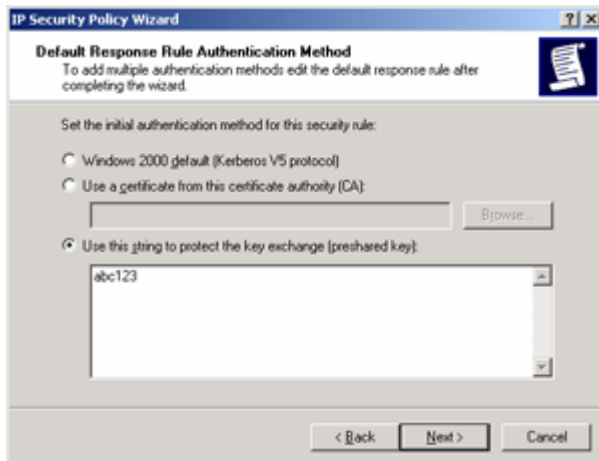 IP Security Policy Wizard
Default Response Rule Authentication Method
To add multiple authentication methods edit the default response rule after
completing the wizard.
Set the initial authentication method for this security rule:
Windows 2000 default (Kerberos V5 protocol)
Use a certificate from this certificate authority (CA):
Browse...
Use this string to protect the key exchange (preshared key):
abc123
< Back Next > Cancel